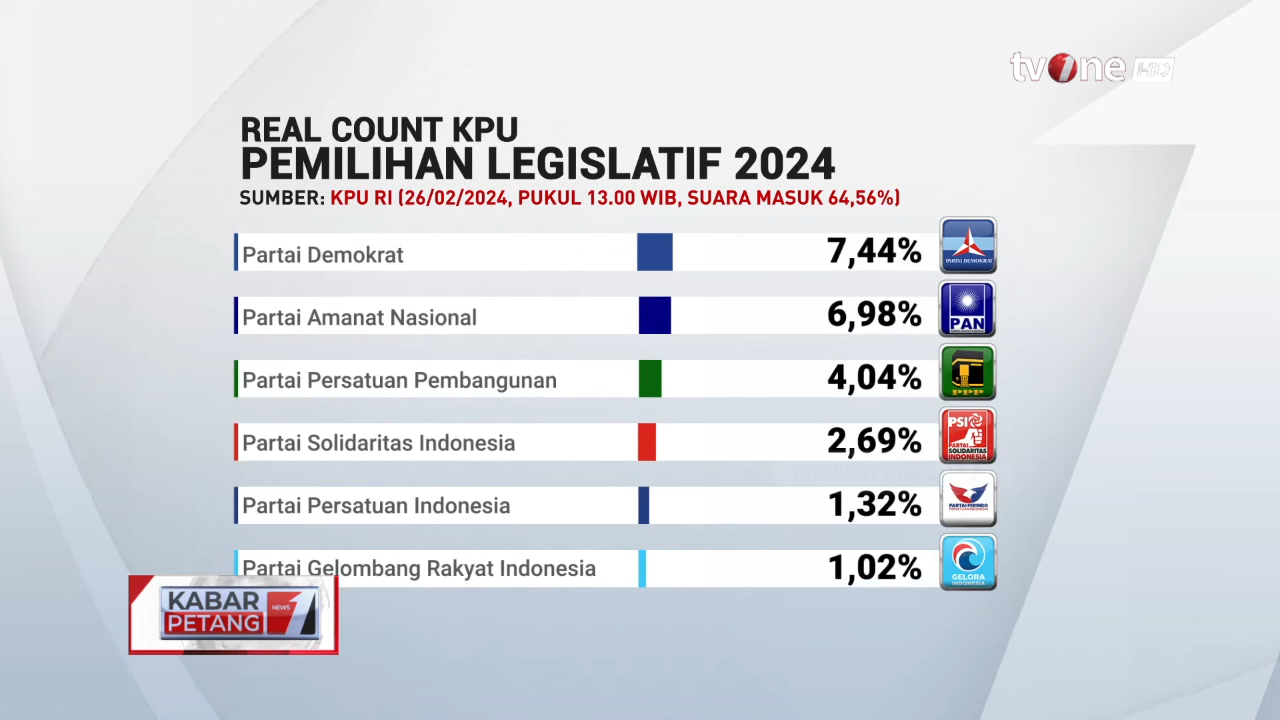 tvOne HD
REAL COUNT KPU
PEMILIHAN LEGISLATIF 2024
SUMBER: KPU RI (26/02/2024, PUKUL 13.00 WIB, SUARA MASUK 64,56%)
Partai Demokrat 7,44% PARTAI DEMOKRAT
Partai Amanat Nasional 6,98% PAN
Partai Persatuan Pembangunan 4,04% PPP
Partai Solidaritas Indonesia 2,69% PSI PARTAI SOLIDARITAS INDONESIA
Partai Persatuan Indonesia 1,32% PARTAI PERINDO
Partai Gelombang Rakyat Indonesia 1,02% GELORA INDONESIA
KABAR
PETANG NEWS 1